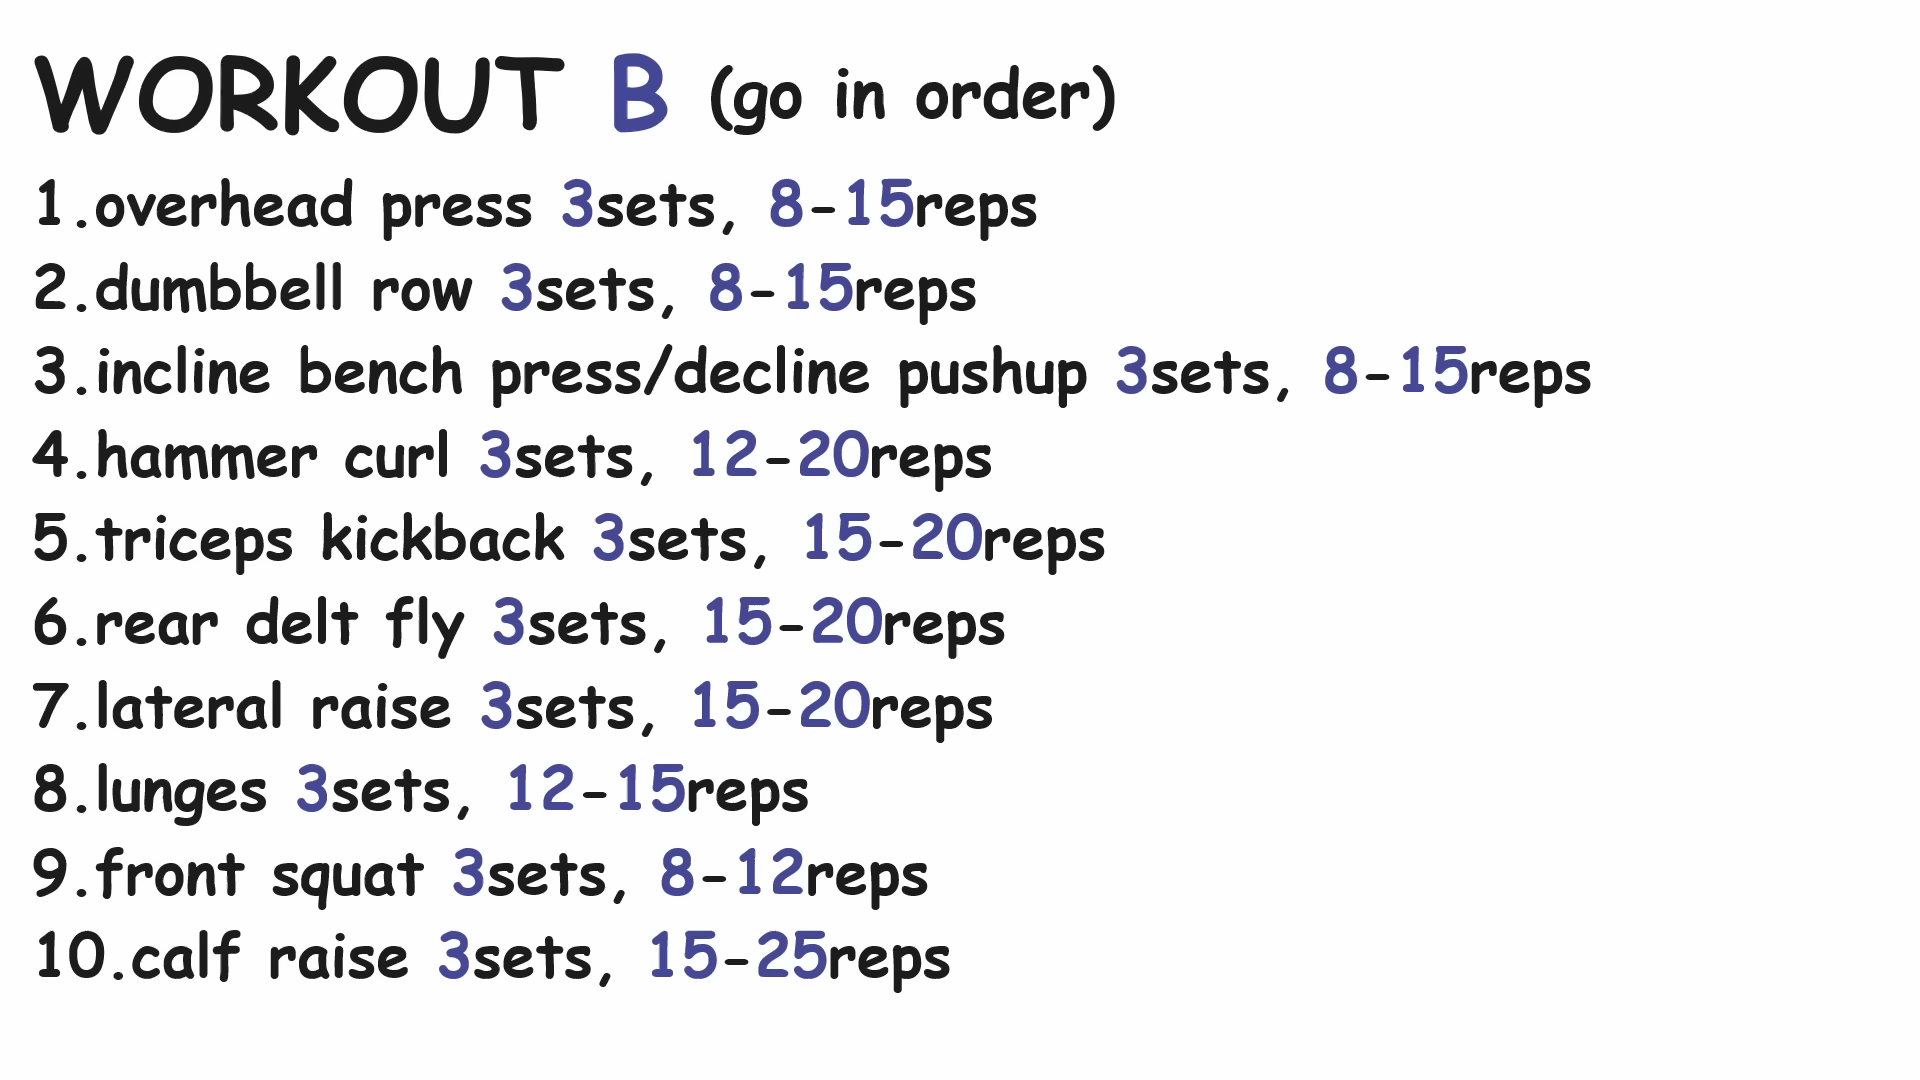 WORKOUT B (go in order)
1.overhead press 3sets, 8-15reps
2.dumbbell row 3sets, 8-15reps
3.incline bench press/decline pushup 3sets, 8-15reps
4.hammer curl 3sets, 12-20reps
5.triceps kickback 3sets, 15-20reps
6.rear delt fly 3sets, 15-20reps
7.lateral raise 3sets, 15-20reps
8.lunges 3sets, 12-15reps
9.front squat 3sets, 8-12reps
10.calf raise 3sets, 15-25reps